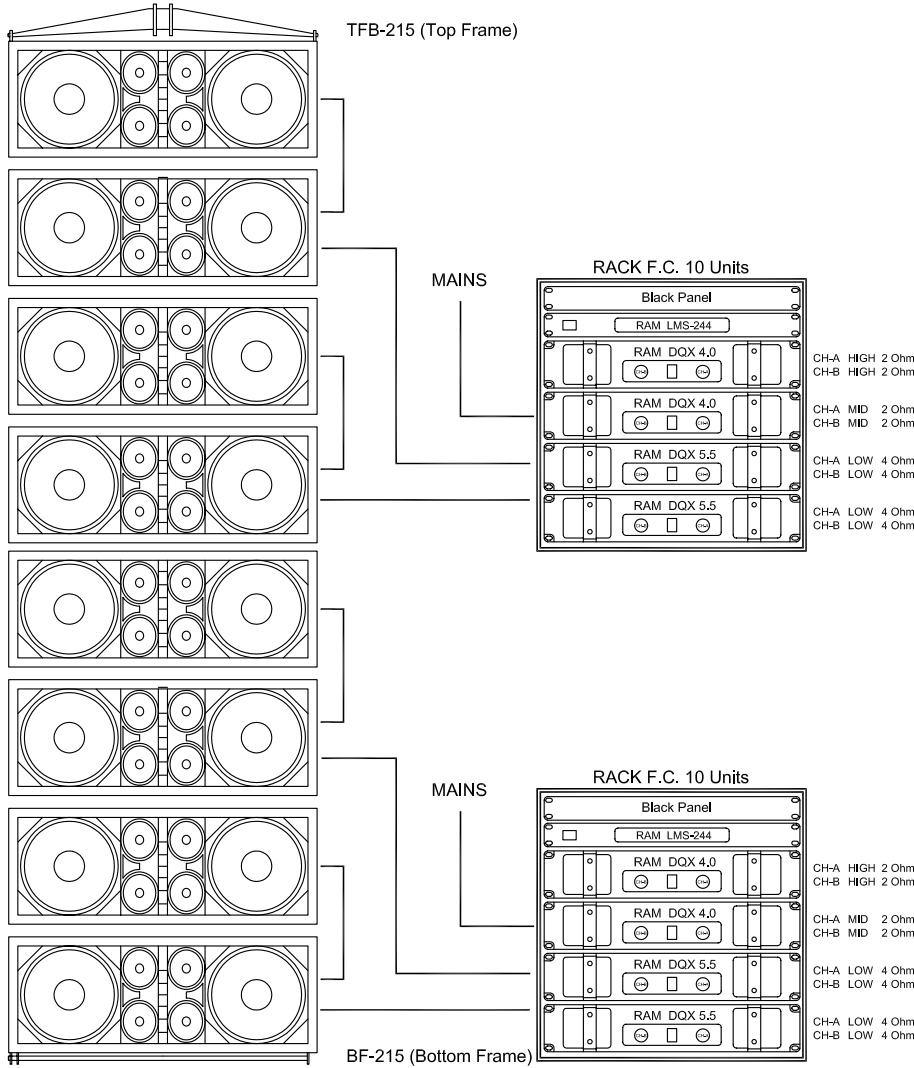 TFB-215 (Top Frame)
MAINS
RACK F.C. 10 Units
Black Panel
RAM LMS-244
RAM DQX 4.0
CH-A HIGH 2 Ohm
CH-B HIGH 2 Ohm
RAM DQX 4.0
CH-A MID 2 Ohm
CH-B MID 2 Ohm
RAM DQX 5.5
CH-A LOW 4 Ohm
CH-B LOW 4 Ohm
RAM DQX 5.5
CH-A LOW 4 Ohm
CH-B LOW 4 Ohm
MAINS
RACK F.C. 10 Units
Black Panel
RAM LMS-244
RAM DQX 4.0
CH-A HIGH 2 Ohm
CH-B HIGH 2 Ohm
RAM DQX 4.0
CH-A MID 2 Ohm
CH-B MID 2 Ohm
RAM DQX 5.5
CH-A LOW 4 Ohm
CH-B LOW 4 Ohm
RAM DQX 5.5
CH-A LOW 4 Ohm
CH-B LOW 4 Ohm
BF-215 (Bottom Frame)